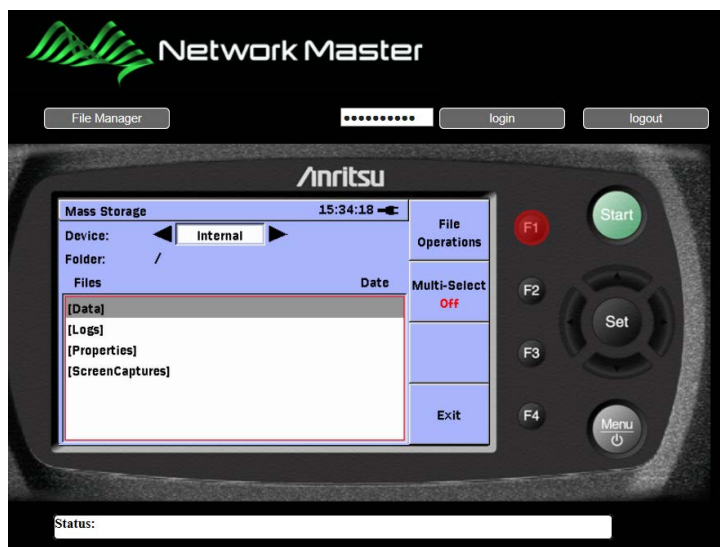 Network Master
File Manager
login
logout
Anritsu
Mass Storage 15:34:18
Device: Internal
Folder: /
Files Date
[Data]
[Logs]
[Properties]
[ScreenCaptures]
File
Operations
Multi-Select
Off
Exit
F1
F2
F3
F4
Start
Set
Menu
Status: